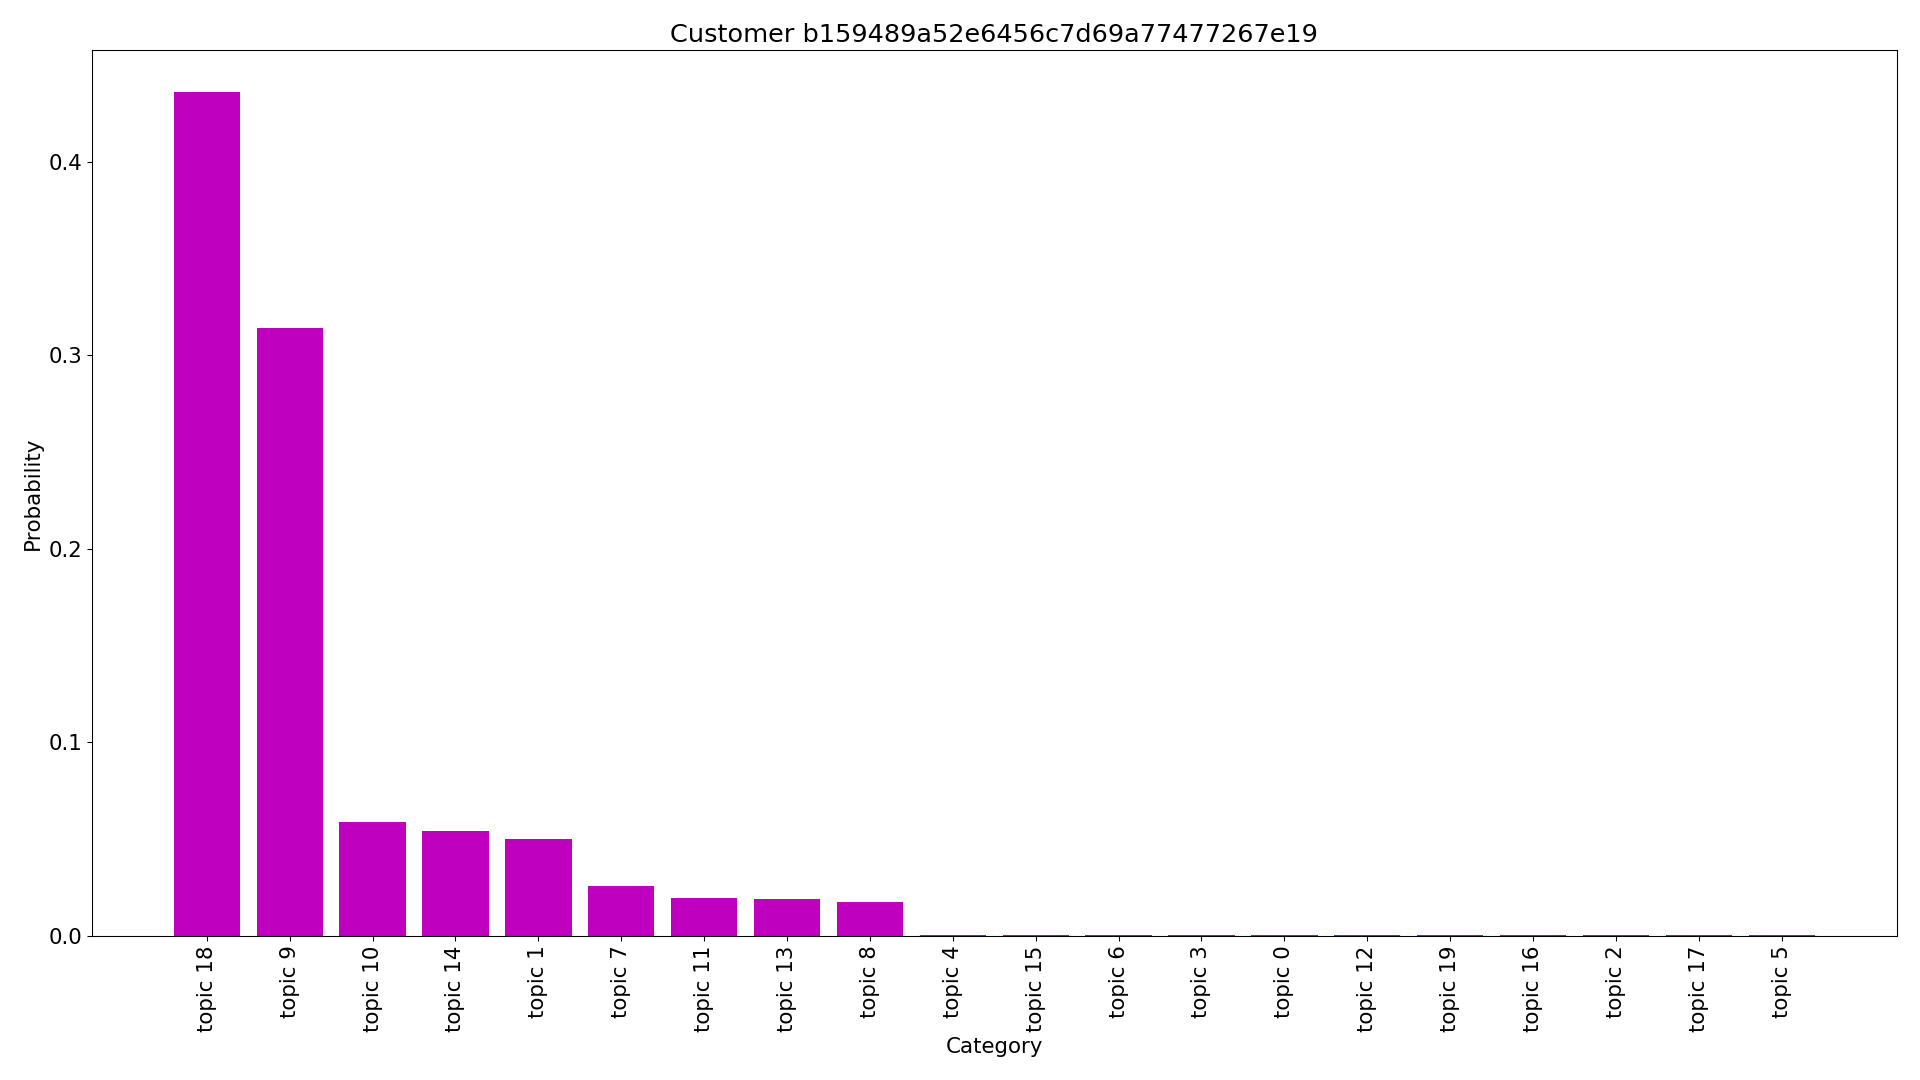 Customer b159489a52e6456c7d69a77477267e19
Probability
0.4
0.3
0.2
0.1
0.0
topic 18
topic 9
topic 10
topic 14
topic 1
topic 7
topic 11
topic 13
topic 8
topic 4
topic 15
topic 6
topic 3
topic 0
topic 12
topic 19
topic 16
topic 2
topic 17
topic 5
Category